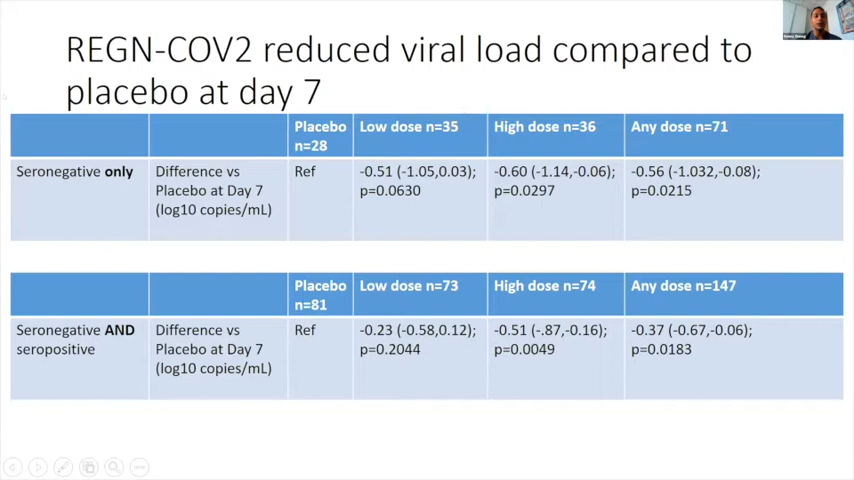 REGN-COV2 reduced viral load compared to
placebo at day 7
Placebo n=28 Low dose n=35 High dose n=36 Any dose n=71
Seronegative only
Difference vs
Placebo at Day 7
(log10 copies/mL)
Ref
-0.51 (-1.05,0.03);
p=0.0630
-0.60 (-1.14,-0.06);
p=0.0297
-0.56 (-1.032,-0.08);
p=0.0215
Placebo n=81 Low dose n=73 High dose n=74 Any dose n=147
Seronegative AND
seropositive
Difference vs
Placebo at Day 7
(log10 copies/mL)
Ref
-0.23 (-0.58,0.12);
p=0.2044
-0.51 (-.87,-0.16);
p=0.0049
-0.37 (-0.67,-0.06);
p=0.0183